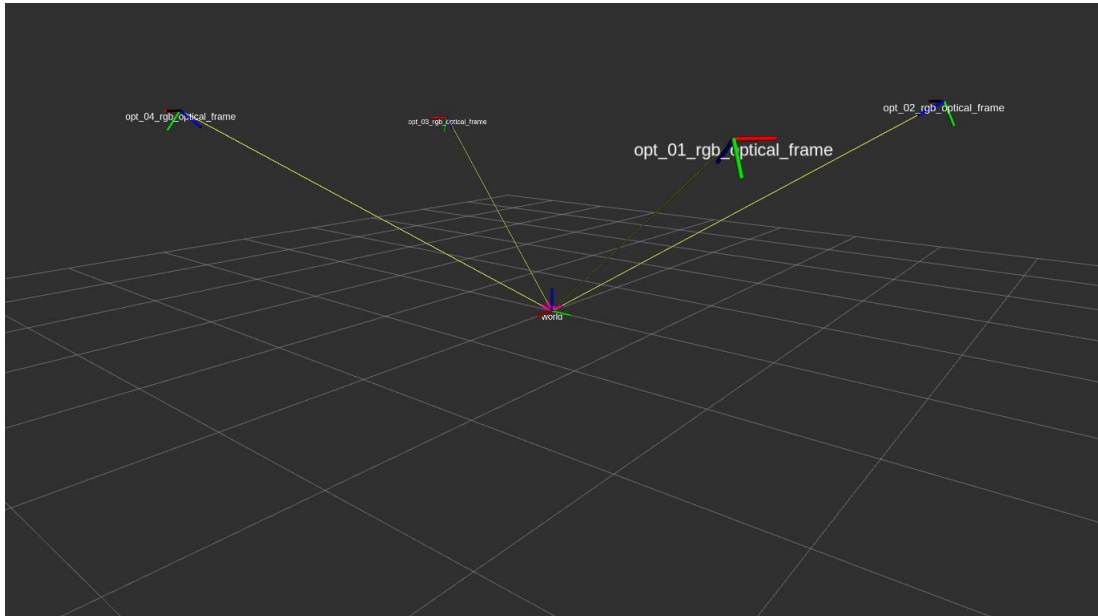 opt_04_rgb_optical_frame
opt_03_rgb_optical_frame
opt_02_rgb_optical_frame
opt_01_rgb_optical_frame
world